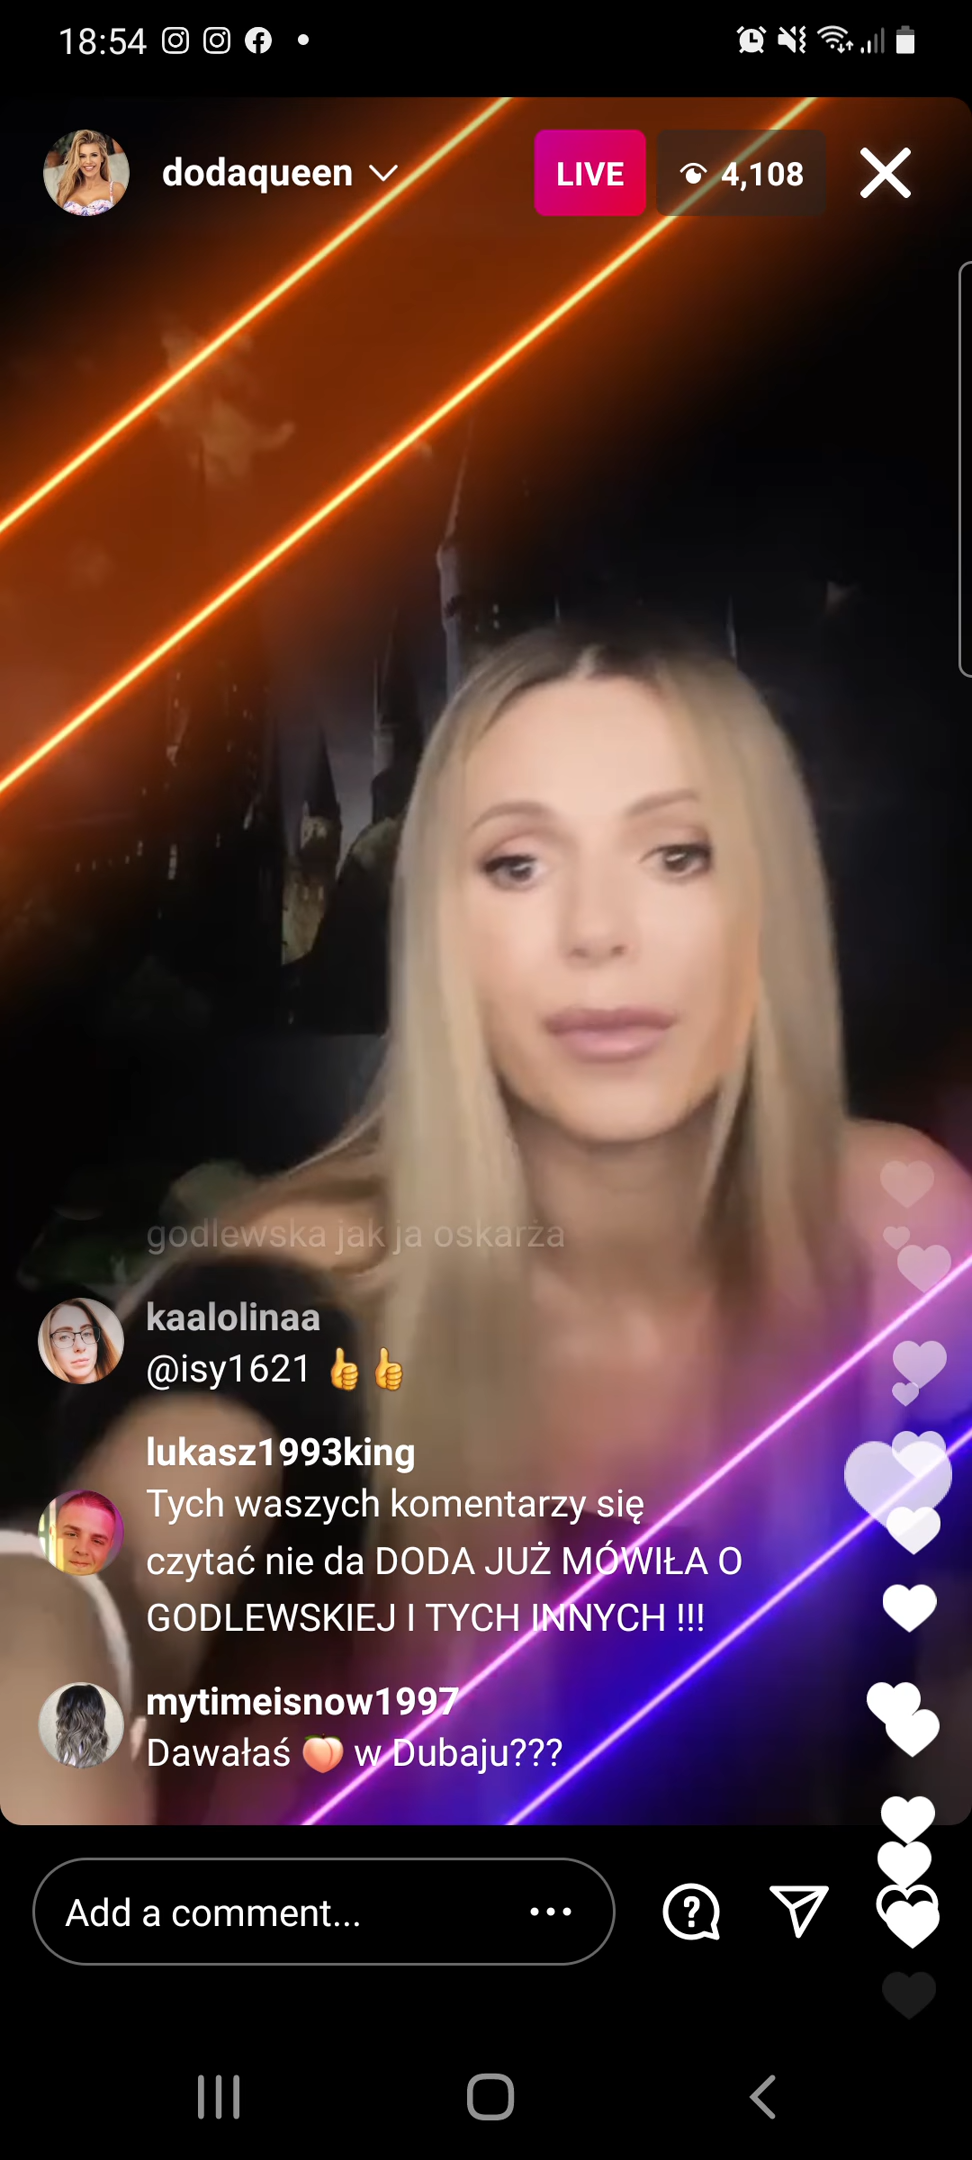 18:54
dodaqueen
LIVE
4,108
godlewska jak ja oskarża
kaalolinaa
@isy1621 👍👍
lukasz1993king
Tych waszych komentarzy się
czytać nie da DODA JUŻ MÓWIŁA O
GODLEWSKIEJ I TYCH INNYCH !!!
mytimeisnow1997
Dawałaś 🍑 w Dubaju???
Add a comment...